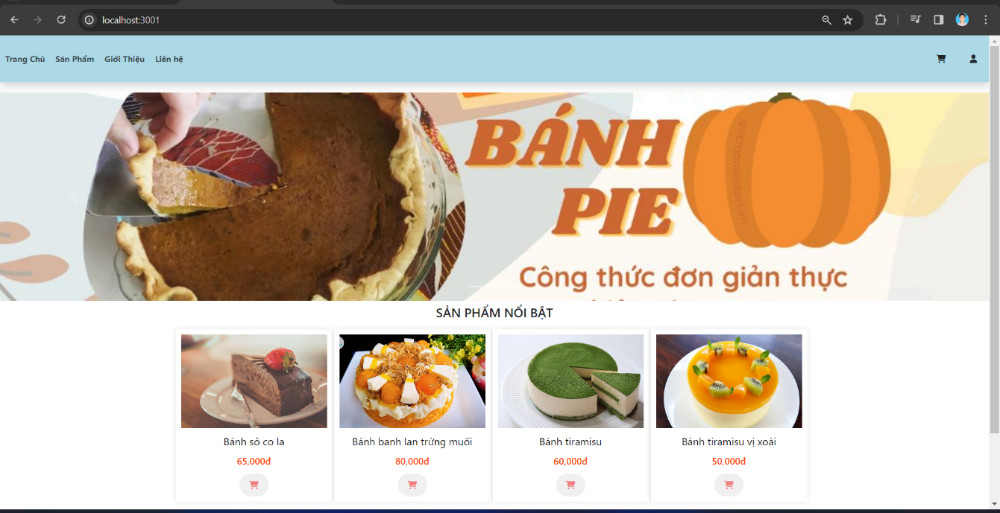 localhost:3001
Trang Chủ Sản Phẩm Giới Thiệu Liên hệ
BÁNH
PIE
gocmontessori.vn
Công thức đơn giản thực
SẢN PHẨM NỔI BẬT
Bánh sô co la
65,000đ
Bánh banh lan trứng muối
80,000đ
Bánh tiramisu
60,000đ
Bánh tiramisu vị xoài
50,000đ